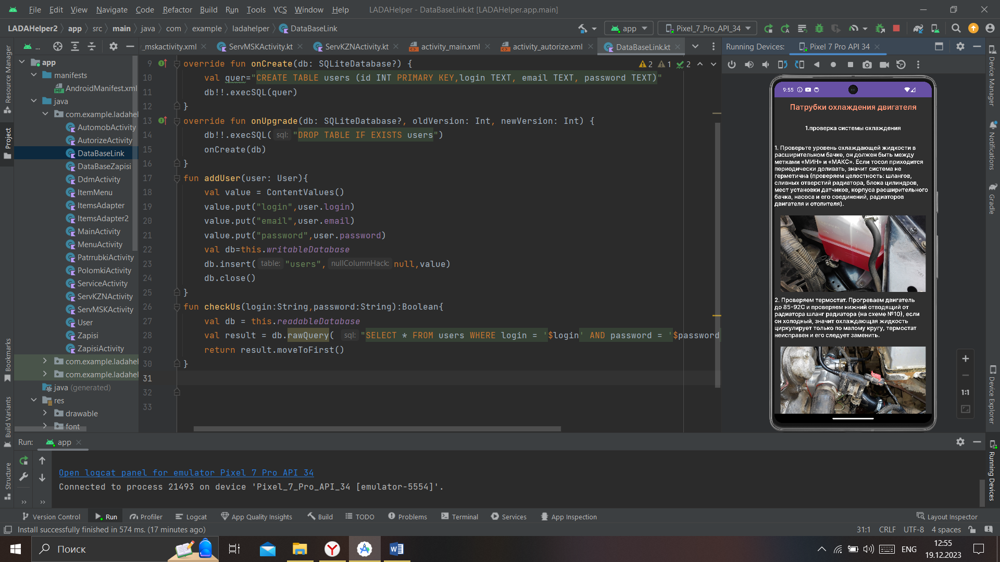 File Edit View Navigate Code Refactor Build Run Tools VCS Window Help LADAHelper - DataBaseLink.kt [LADAHelper.app.main]
LADAHelper2 app src main java com example ladahelper DataBaseLink app Pixel_7_Pro_API_34
... _mskactivity.xml ServMSKActivity.kt ServKZNActivity.kt activity_main.xml activity_autorize.xml DataBaseLink.kt Running Devices: Pixel 7 Pro API 34
Resource Manager
Project
Bookmarks
Build Variants
Structure
app
manifests
AndroidManifest.xml
java
com.example.ladahel
AutomobActivity
AutorizeActivity
DataBaseLink
DataBaseZapisi
DdmActivity
ItemMenu
ItemsAdapter
ItemsAdapter2
MainActivity
MenuActivity
PatrrubkiActivity
PolomkiActivity
ServiceActivity
ServKZNActivity
ServMSKActivity
User
Zapisi
ZapisiActivity
com.example.ladahel
com.example.ladahel
java (generated)
res
drawable
font
2 1 2
9 override fun onCreate(db: SQLiteDatabase?) {
10 val quer="CREATE TABLE users (id INT PRIMARY KEY,login TEXT, email TEXT, password TEXT)"
11 db!!.execSQL(quer)
12 }
13 override fun onUpgrade(db: SQLiteDatabase?, oldVersion: Int, newVersion: Int) {
14 db!!.execSQL( sql: "DROP TABLE IF EXISTS users")
15 onCreate(db)
16 }
17 fun addUser(user: User){
18 val value = ContentValues()
19 value.put("login",user.login)
20 value.put("email",user.email)
21 value.put("password",user.password)
22 val db=this.writableDatabase
23 db.insert( table: "users", nullColumnHack: null,value)
24 db.close()
25 }
26 fun checkUs(login:String,password:String):Boolean{
27 val db = this.readableDatabase
28 val result = db.rawQuery( sql: "SELECT * FROM users WHERE login = '$login' AND password = '$password
29 return result.moveToFirst()
30 }
31
32
33
9:55
Патрубки охлаждения двигателя
1.проверка системы охлаждения
1. Проверьте уровень охлаждающей жидкости в
расширительном бачке, он должен быть между
метками «МИН» и «МАКС». Если тосол приходится
периодически доливать, значит система не
герметична (проверяем целостность: шлангов,
сливных отверстий радиатора, блока цилиндров,
мест установки датчиков, корпуса расширительного
бачка, насоса и его соединений, радиаторов
двигателя и отопителя).
2. Проверяем термостат. Прогреваем двигатель
до 85-92С и проверяем нижний отводящий от
радиатора шланг радиатора (на схеме №10), если
он холодный, значит охлаждающая жидкость
циркулирует только по малому кругу, термостат
неисправен и его следует заменить.
1:1
Device Manager
Notifications
Gradle
Device Explorer
Running Devices
Run: app
Open logcat panel for emulator Pixel 7 Pro API 34
Connected to process 21493 on device 'Pixel_7_Pro_API_34 [emulator-5554]'.
Version Control Run Profiler Logcat App Quality Insights Build TODO Problems Terminal Services App Inspection Layout Inspector
Install successfully finished in 574 ms. (17 minutes ago) 31:1 CRLF UTF-8 4 spaces
Поиск ENG 12:55
19.12.2023